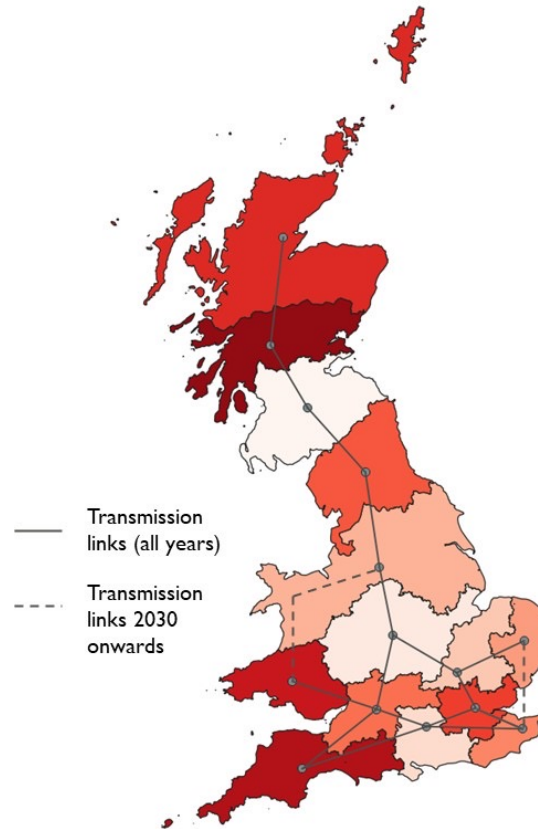 Transmission
links (all years)
Transmission
links 2030
onwards